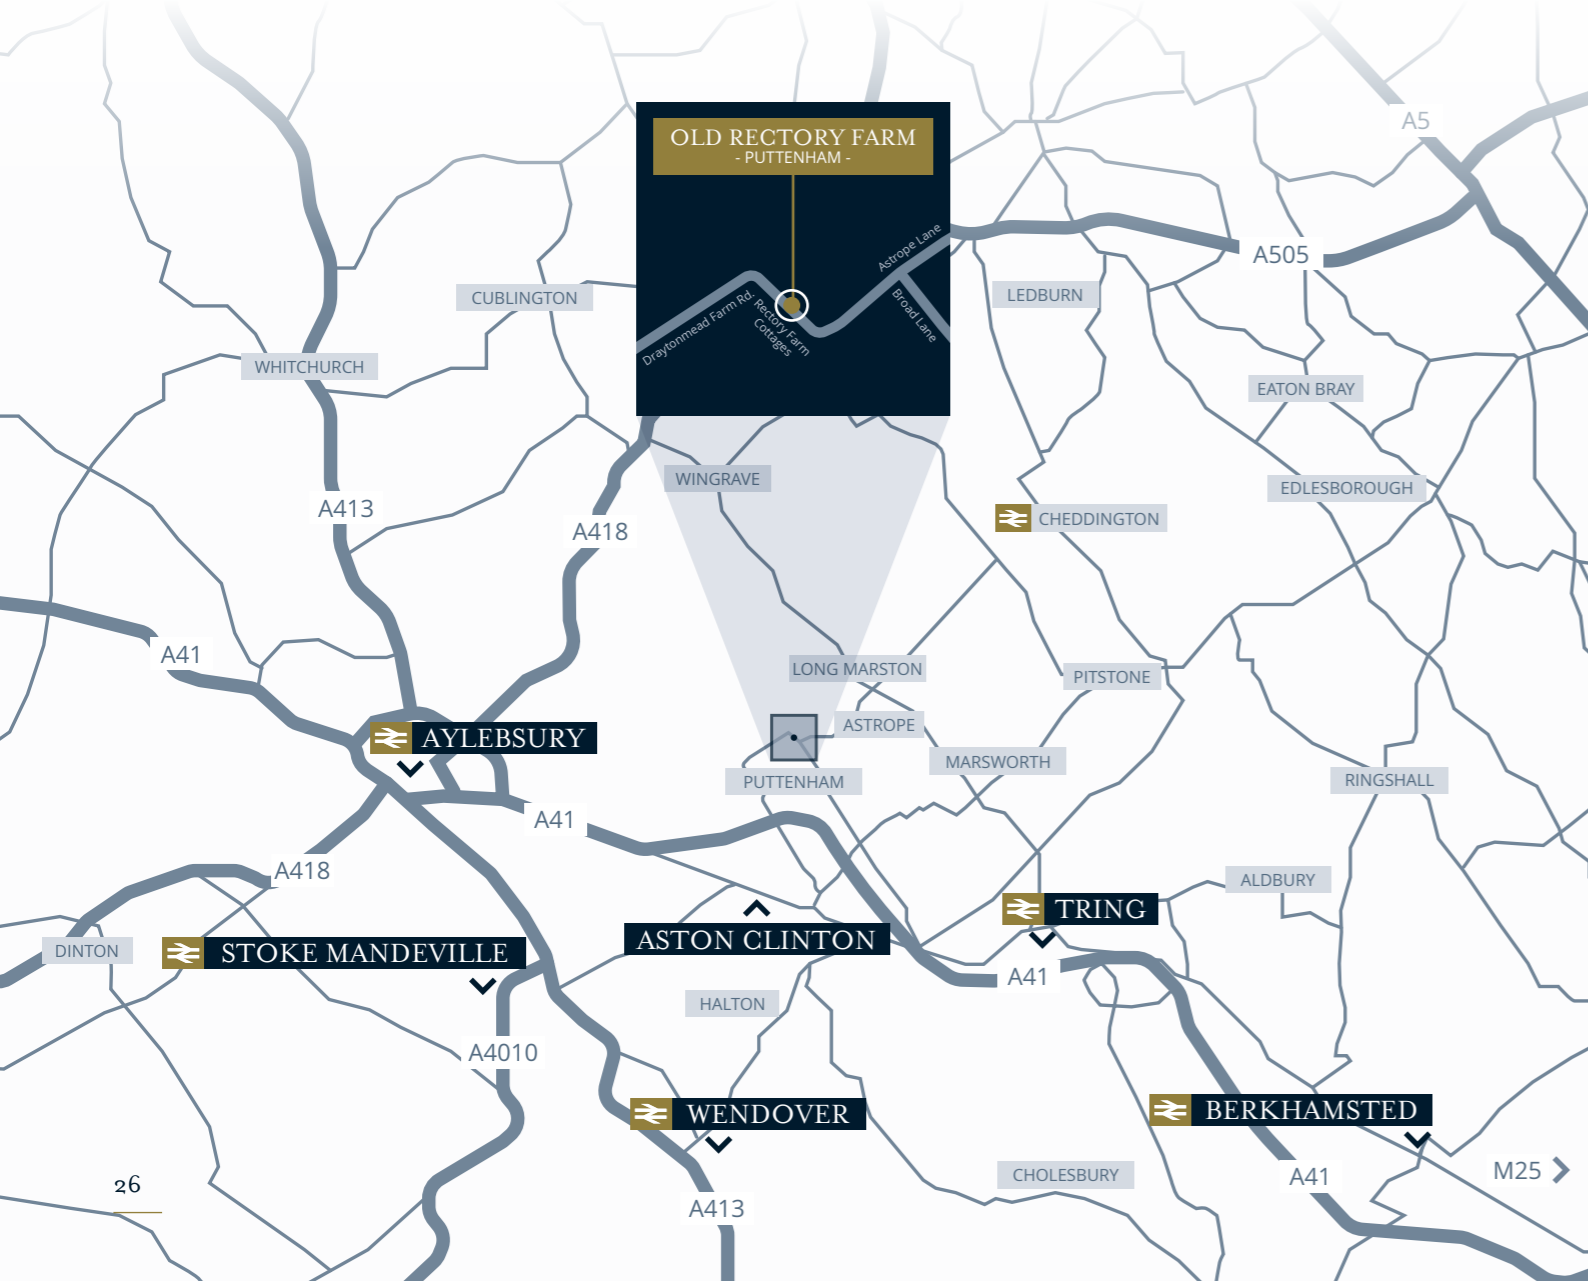 A5
OLD RECTORY FARM
- PUTTENHAM -
Astrope Lane
A505
LEDBURN
CUBLINGTON
Draytonmead Farm Rd.
Rectory Farm
Cottages
Broad Lane
WHITCHURCH
EATON BRAY
WINGRAVE
EDLESBOROUGH
A413
A418
CHEDDINGTON
A41
LONG MARSTON
PITSTONE
ASTROPE
AYLEBSURY
MARSWORTH
PUTTENHAM
RINGSHALL
A41
A418
ALDBURY
TRING
ASTON CLINTON
DINTON
STOKE MANDEVILLE
A41
HALTON
A4010
WENDOVER
BERKHAMSTED
M25
CHOLESBURY
A41
26
A413